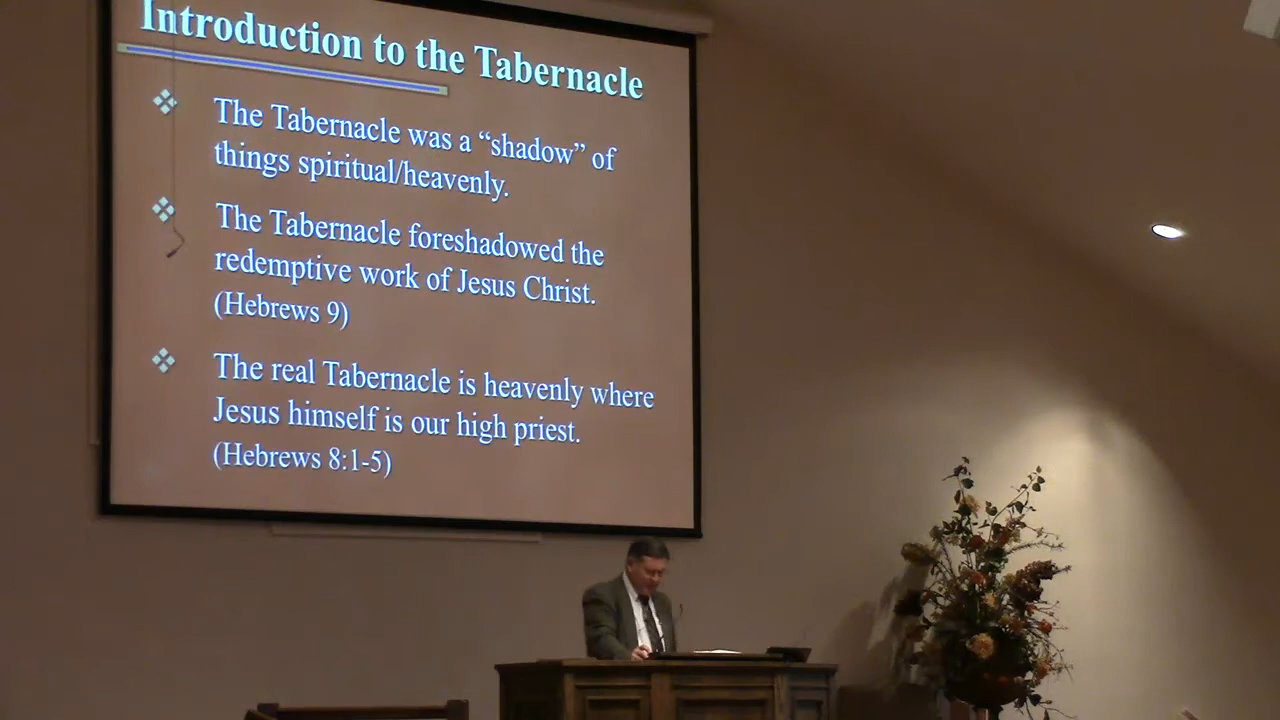 Introduction to the Tabernacle
The Tabernacle was a “shadow” of
things spiritual/heavenly.
The Tabernacle foreshadowed the
redemptive work of Jesus Christ.
(Hebrews 9)
The real Tabernacle is heavenly where
Jesus himself is our high priest.
(Hebrews 8:1-5)